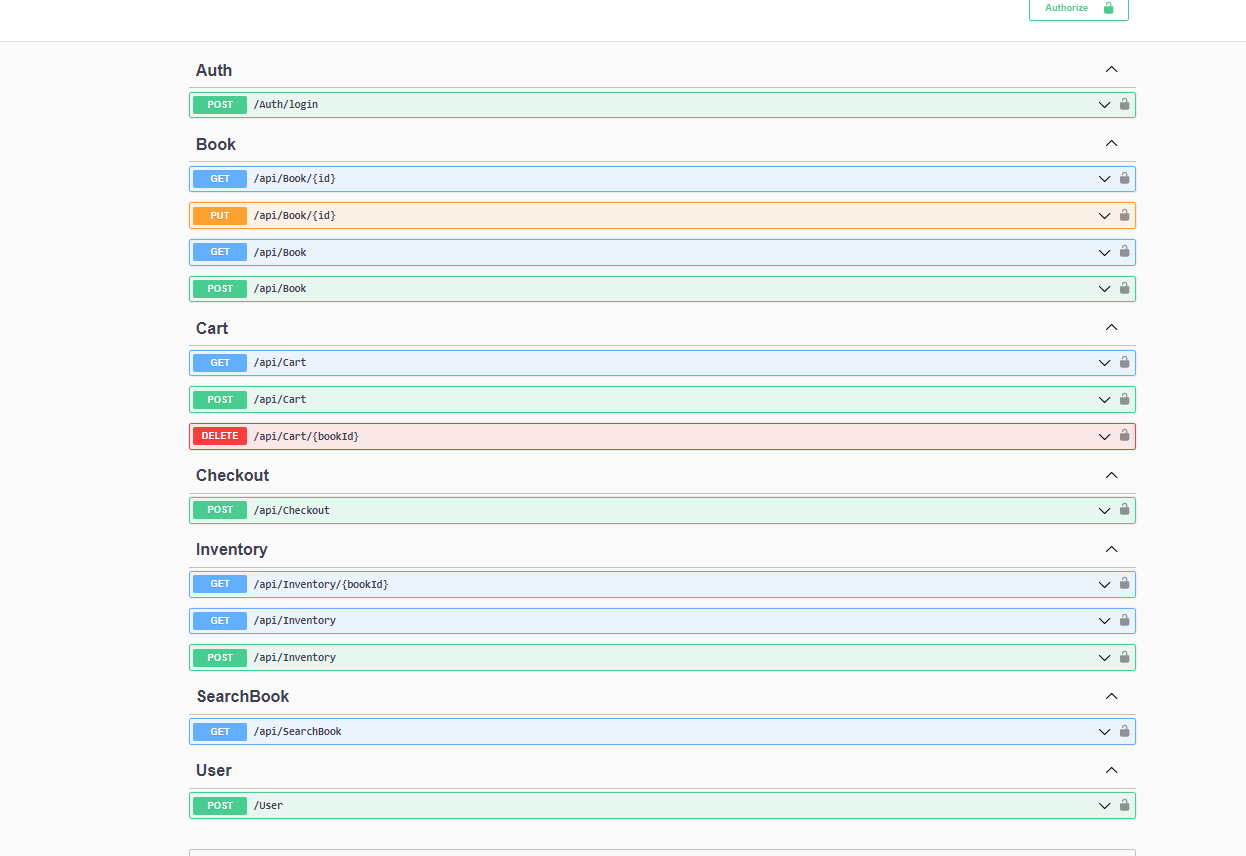 Authorize
Auth
POST /Auth/login
Book
GET /api/Book/{id}
PUT /api/Book/{id}
GET /api/Book
POST /api/Book
Cart
GET /api/Cart
POST /api/Cart
DELETE /api/Cart/{bookId}
Checkout
POST /api/Checkout
Inventory
GET /api/Inventory/{bookId}
GET /api/Inventory
POST /api/Inventory
SearchBook
GET /api/SearchBook
User
POST /User